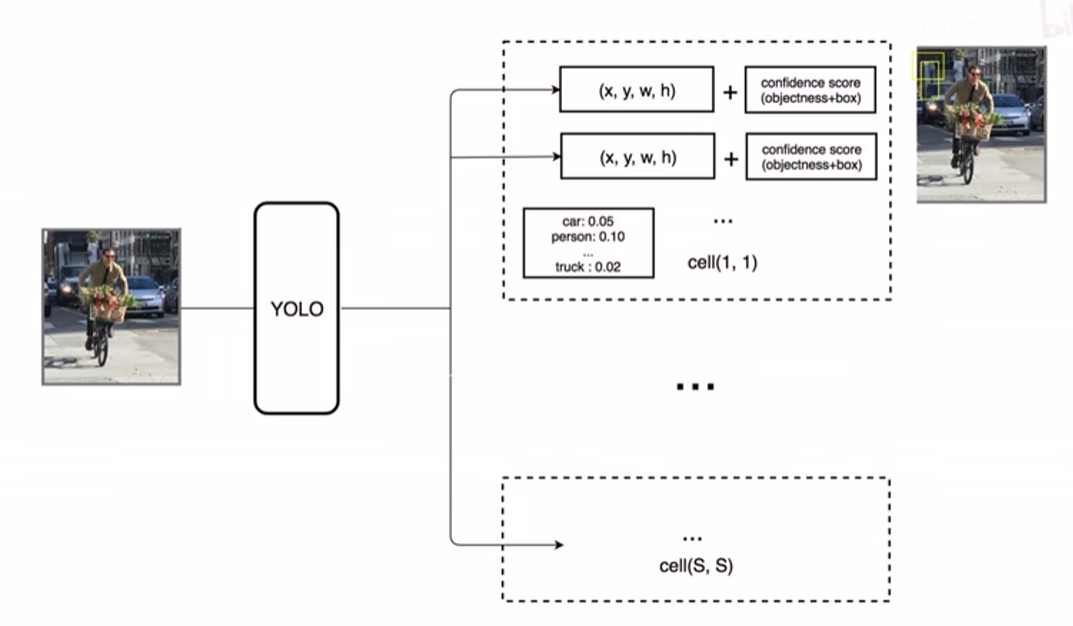 YOLO
(x, y, w, h)
+
confidence score
(objectness+box)
(x, y, w, h)
+
confidence score
(objectness+box)
car: 0.05
person: 0.10
...
truck : 0.02
...
cell(1, 1)
...
...
cell(S, S)